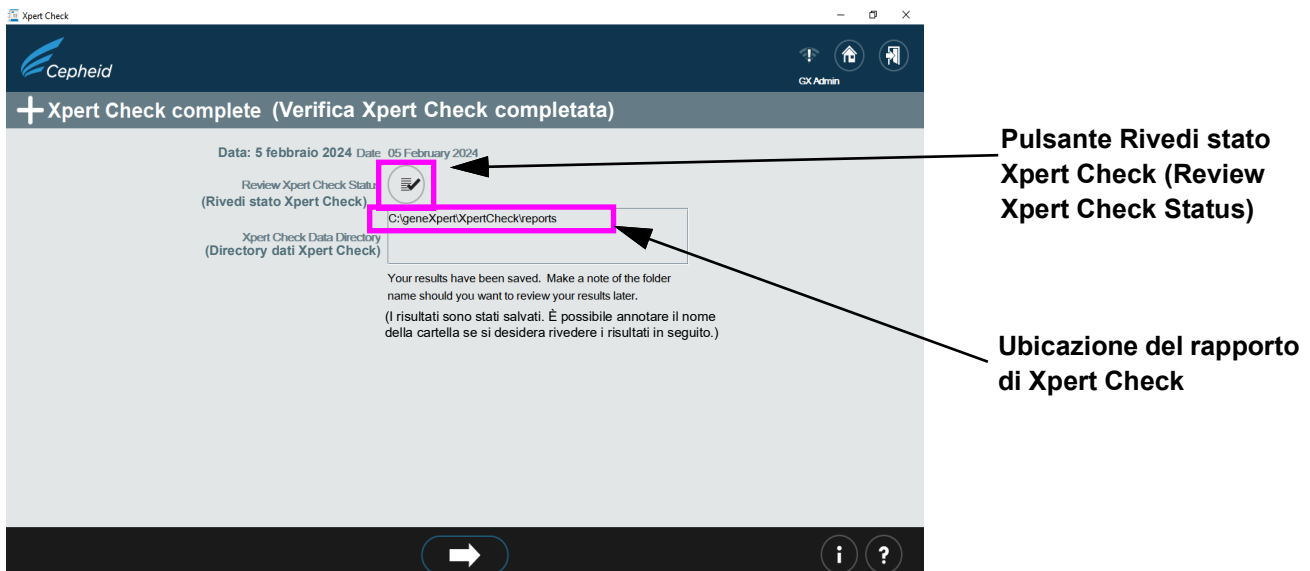 Xpert Check
Cepheid
GX Admin
Xpert Check complete (Verifica Xpert Check completata)
Data: 5 febbraio 2024 Date 05 February 2024
Review Xpert Check Status
(Rivedi stato Xpert Check)
C:\geneXpert\XpertCheck\reports
Xpert Check Data Directory
(Directory dati Xpert Check)
Your results have been saved. Make a note of the folder
name should you want to review your results later.
(I risultati sono stati salvati. È possibile annotare il nome
della cartella se si desidera rivedere i risultati in seguito.)
Pulsante Rivedi stato
Xpert Check (Review
Xpert Check Status)
Ubicazione del rapporto
di Xpert Check
i ?